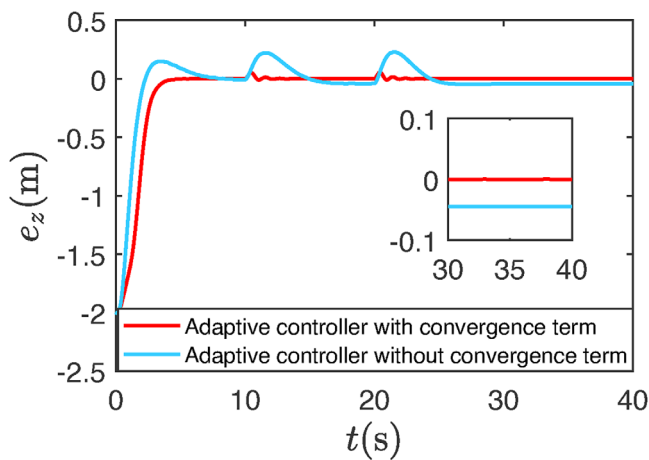 0.5
0
-0.5
-1
-1.5
-2
-2.5
e_z(m)
0.1
0
-0.1
30 35 40
Adaptive controller with convergence term
Adaptive controller without convergence term
0 10 20 30 40
t(s)